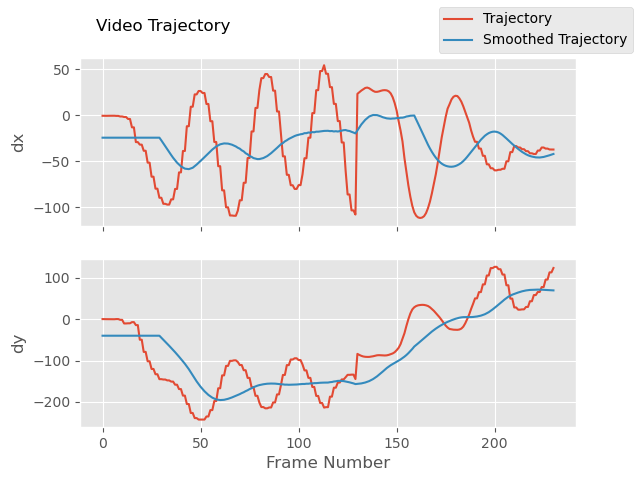 Video Trajectory
Trajectory
Smoothed Trajectory
50
0
−50
−100
dx
100
0
−100
−200
dy
0
50
100
150
200
Frame Number